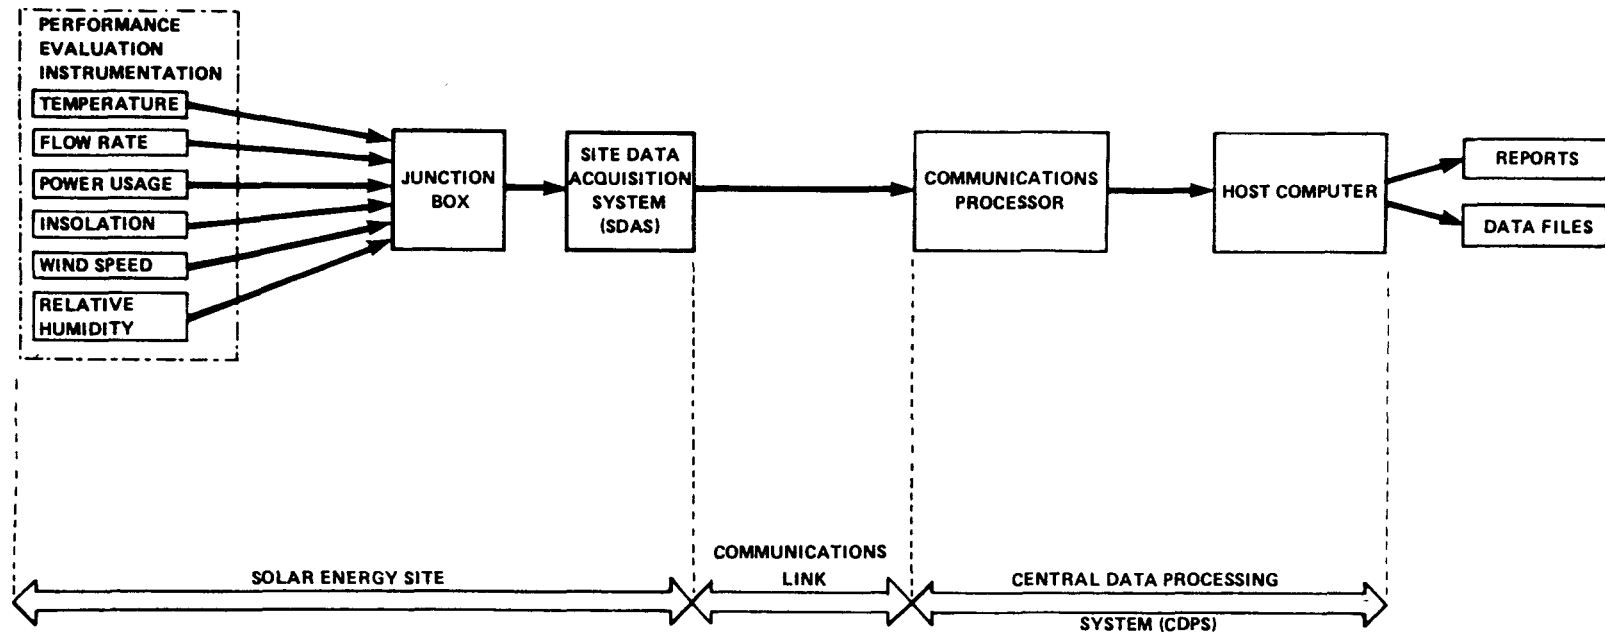 PERFORMANCE
EVALUATION
INSTRUMENTATION
TEMPERATURE
FLOW RATE
POWER USAGE
INSOLATION
WIND SPEED
RELATIVE
HUMIDITY
JUNCTION
BOX
SITE DATA
ACQUISITION
SYSTEM
(SDAS)
COMMUNICATIONS
PROCESSOR
HOST COMPUTER
REPORTS
DATA FILES
SOLAR ENERGY SITE
COMMUNICATIONS
LINK
CENTRAL DATA PROCESSING
SYSTEM (CDPS)